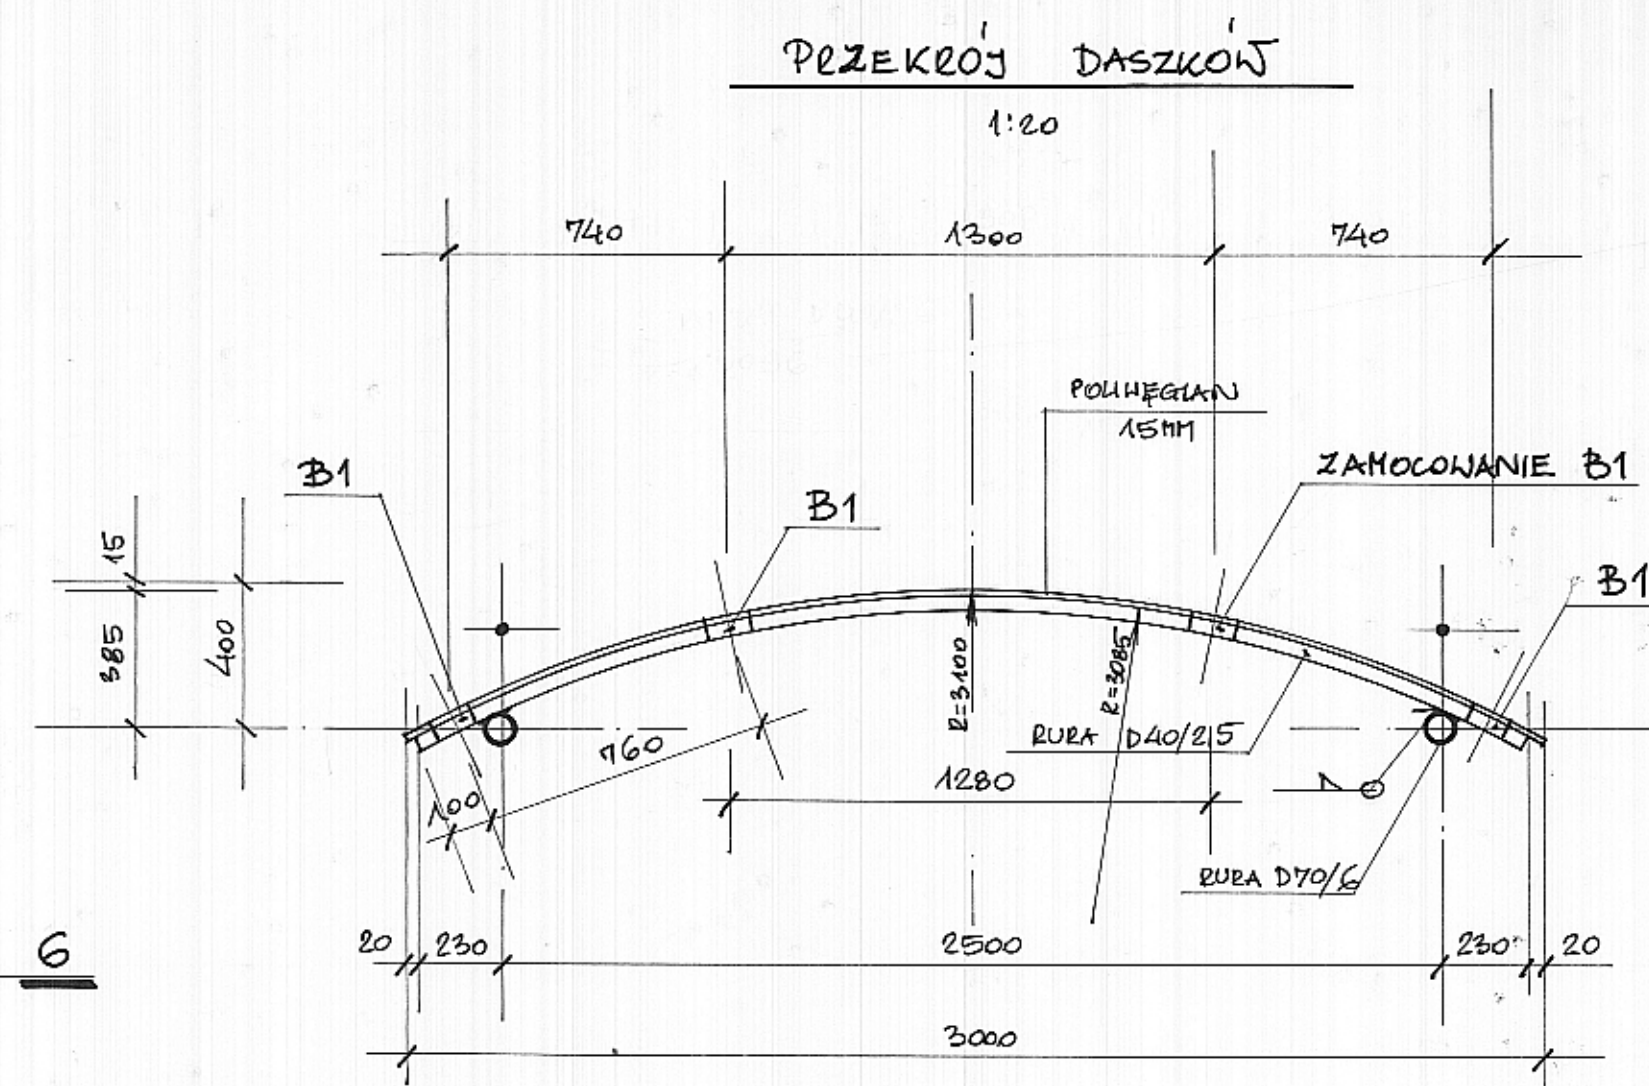 PRZEKRÓJ DASZKÓW
1:20
740 1300 740
POLIWĘGLAN
15MM
ZAMOCOWANIE B1
B1
B1
B1
15
385
400
R=3100
R=3085
760
RURA D40/2,5
100
1280
1
RURA D70/6
6
20 230 2500 230 20
3000